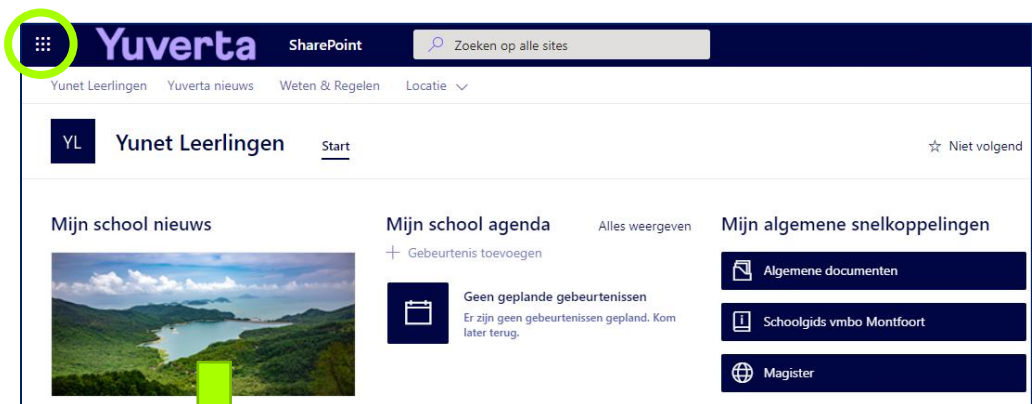 Yuverta SharePoint Zoeken op alle sites
Yunet Leerlingen Yuverta nieuws Weten & Regelen Locatie
YL Yunet Leerlingen Start Niet volgend
Mijn school nieuws
Mijn school agenda Alles weergeven
Gebeurtenis toevoegen
Geen geplande gebeurtenissen
Er zijn geen gebeurtenissen gepland. Kom
later terug.
Mijn algemene snelkoppelingen
Algemene documenten
Schoolgids vmbo Montfoort
Magister